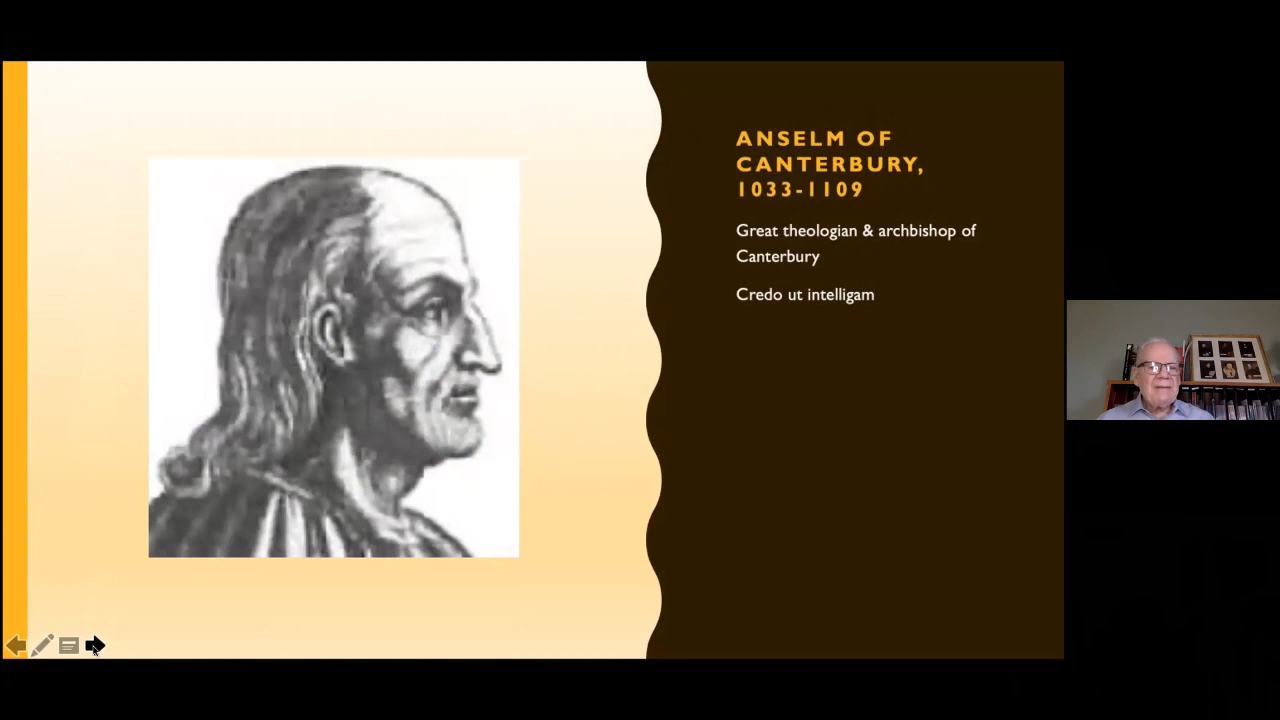 ANSELM OF
CANTERBURY,
1033-1109
Great theologian & archbishop of
Canterbury
Credo ut intelligam